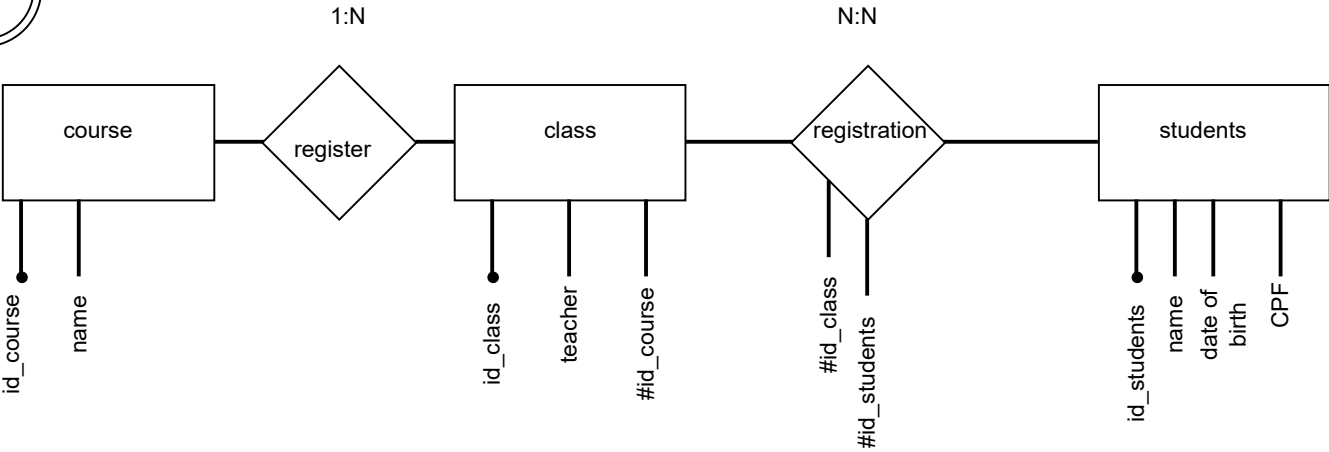 1:N
N:N
course
register
class
registration
students
id_course
name
id_class
teacher
#id_course
#id_class
#id_students
id_students
name
date of
birth
CPF